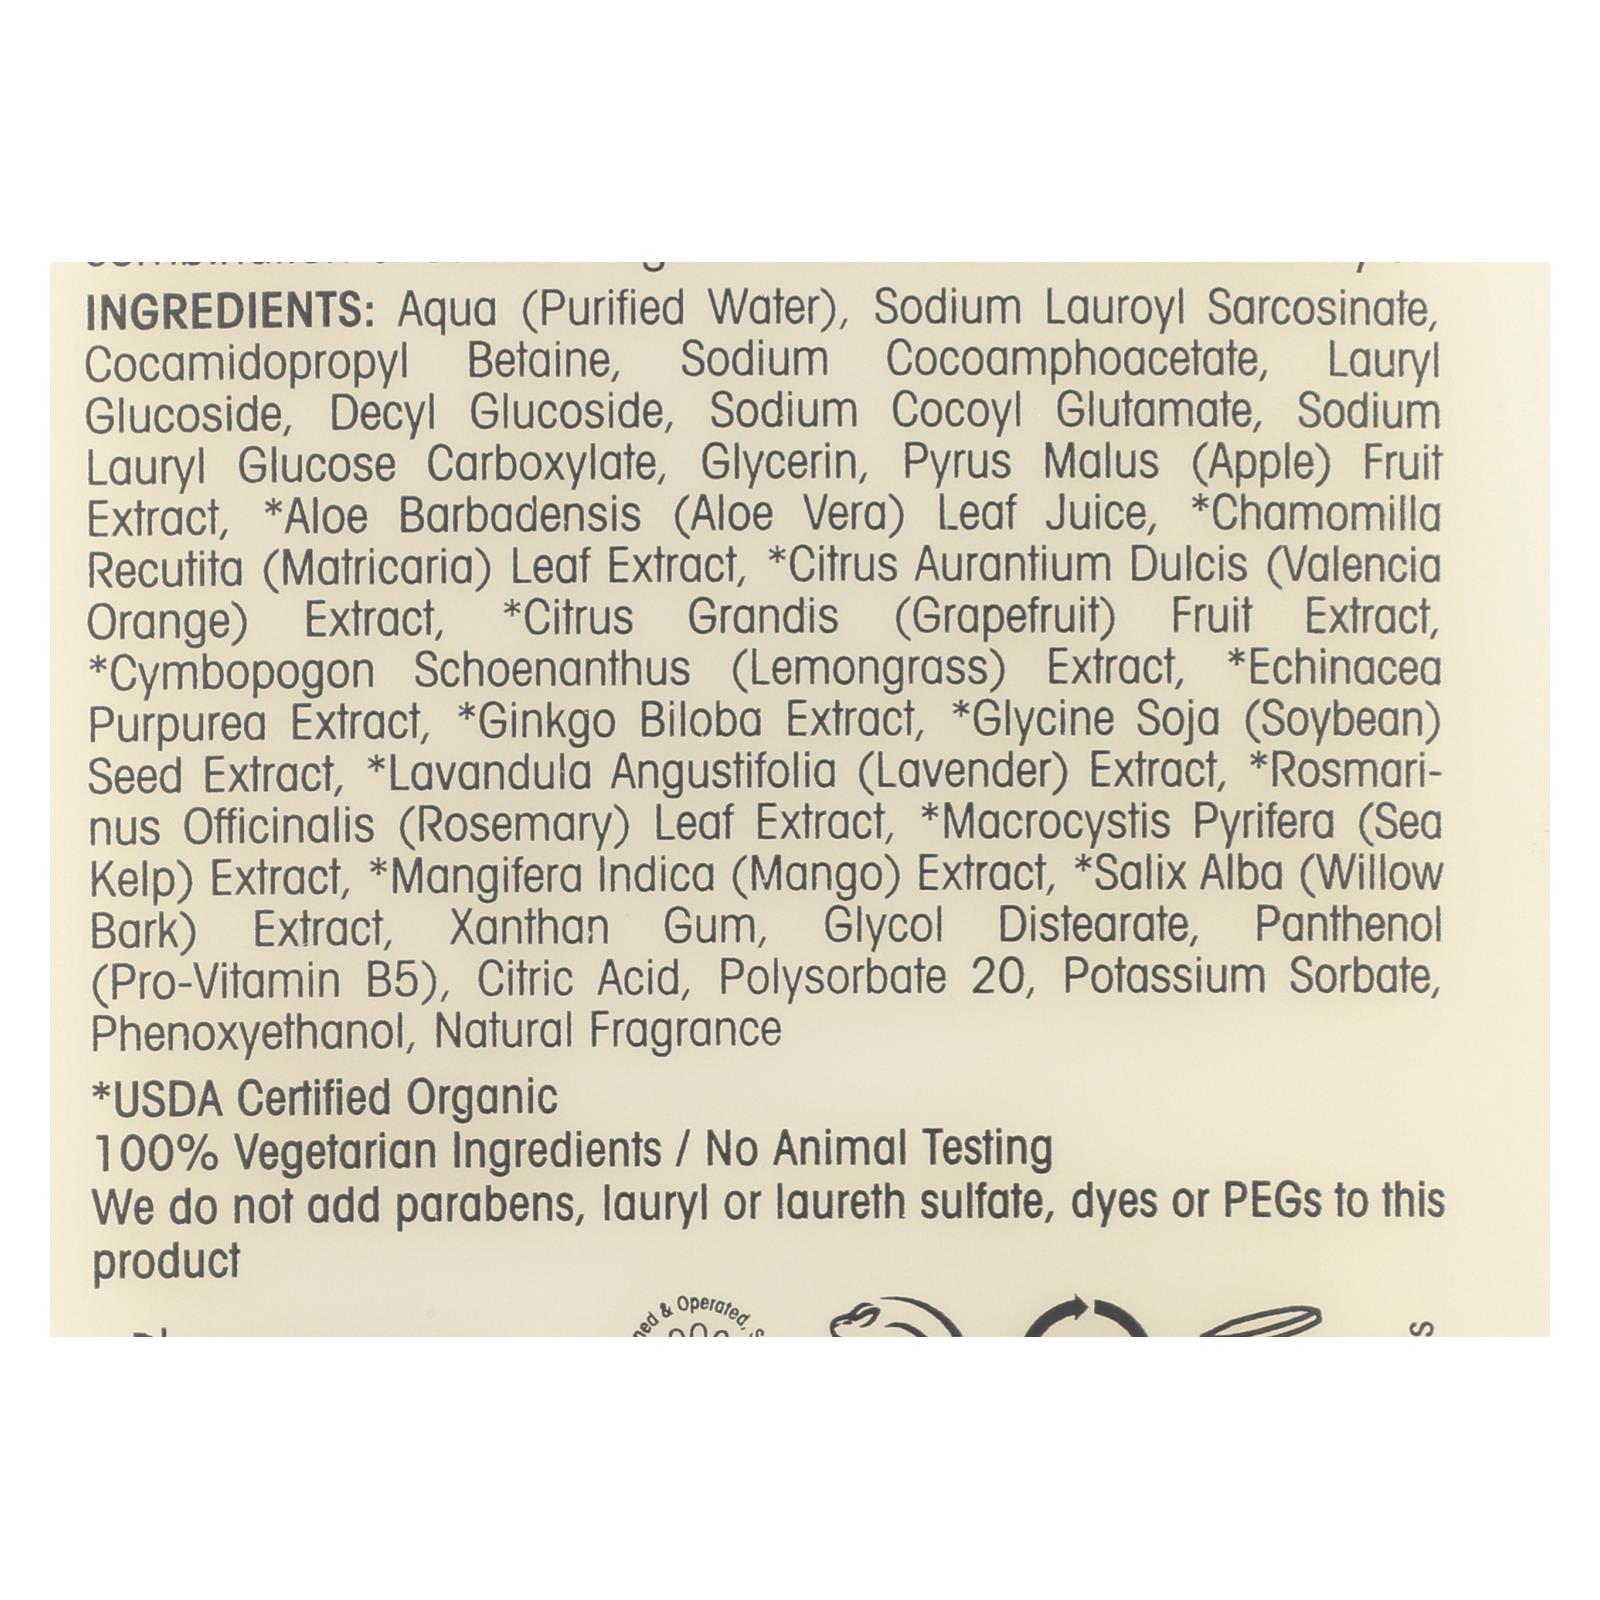 INGREDIENTS: Aqua (Purified Water), Sodium Lauroyl Sarcosinate,
Cocamidopropyl Betaine, Sodium Cocoamphoacetate, Lauryl
Glucoside, Decyl Glucoside, Sodium Cocoyl Glutamate, Sodium
Lauryl Glucose Carboxylate, Glycerin, Pyrus Malus (Apple) Fruit
Extract, *Aloe Barbadensis (Aloe Vera) Leaf Juice, *Chamomilla
Recutita (Matricaria) Leaf Extract, *Citrus Aurantium Dulcis (Valencia
Orange) Extract, *Citrus Grandis (Grapefruit) Fruit Extract,
*Cymbopogon Schoenanthus (Lemongrass) Extract, *Echinacea
Purpurea Extract, *Ginkgo Biloba Extract, *Glycine Soja (Soybean)
Seed Extract, *Lavandula Angustifolia (Lavender) Extract, *Rosmari-
nus Officinalis (Rosemary) Leaf Extract, *Macrocystis Pyrifera (Sea
Kelp) Extract, *Mangifera Indica (Mango) Extract, *Salix Alba (Willow
Bark) Extract, Xanthan Gum, Glycol Distearate, Panthenol
(Pro-Vitamin B5), Citric Acid, Polysorbate 20, Potassium Sorbate,
Phenoxyethanol, Natural Fragrance
*USDA Certified Organic
100% Vegetarian Ingredients / No Animal Testing
We do not add parabens, lauryl or laureth sulfate, dyes or PEGs to this
product
& Operated,